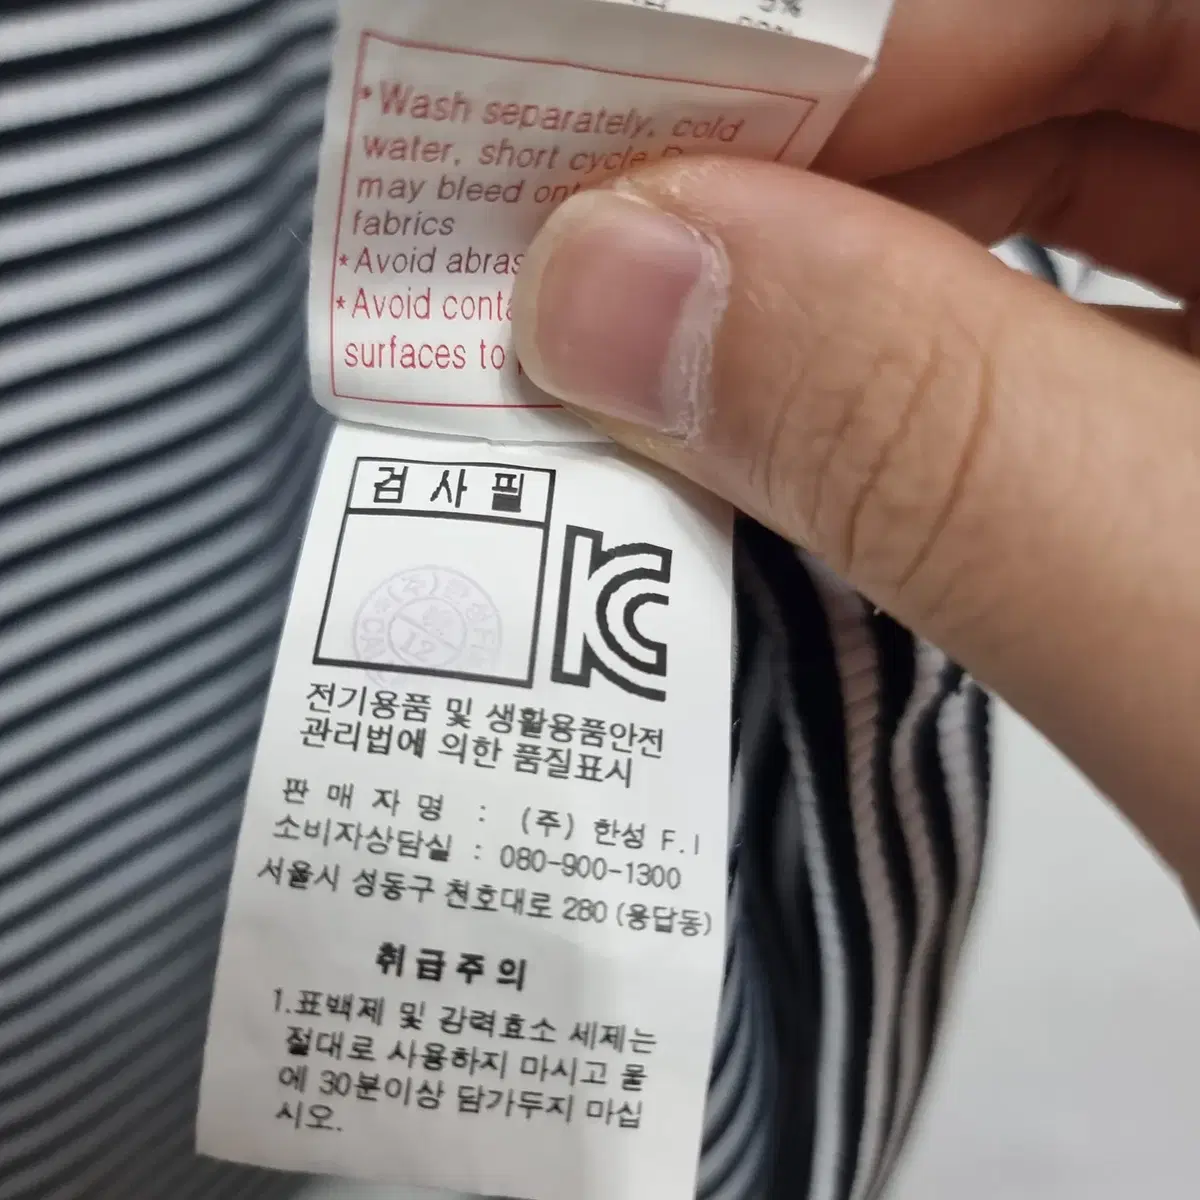 5%
*Wash separately, cold
water, short cycle
may bleed
fabrics
*Avoid
*Avoid
surfaces to
검사필
KC
전기용품 및 생활용품안전
관리법에 의한 품질표시
판 매 자 명 : (주) 한성 F.I
소비자상담실 : 080-900-1300
서울시 성동구 천호대로 280 (용답동)
취급주의
1.표백제 및 강력효소 세제는
절대로 사용하지 마시고 물
에 30분이상 담가두지 마십
시오.